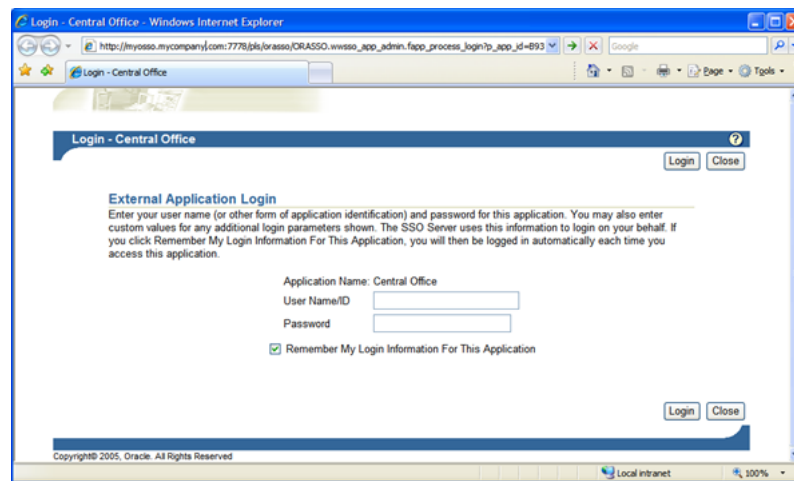 Login - Central Office - Windows Internet Explorer
http://myosso.mycompany.com:7778/pls/orasso/ORASSO.wwsso_app_admin.fapp_process_login?p_app_id=B93
Google
Login - Central Office
Page
Tools
Login - Central Office
?
Login Close
External Application Login
Enter your user name (or other form of application identification) and password for this application. You may also enter
custom values for any additional login parameters shown. The SSO Server uses this information to login on your behalf. If
you click Remember My Login Information For This Application, you will then be logged in automatically each time you
access this application.
Application Name: Central Office
User Name/ID
Password
Remember My Login Information For This Application
Login Close
Copyright© 2005, Oracle. All Rights Reserved
Local intranet
100%